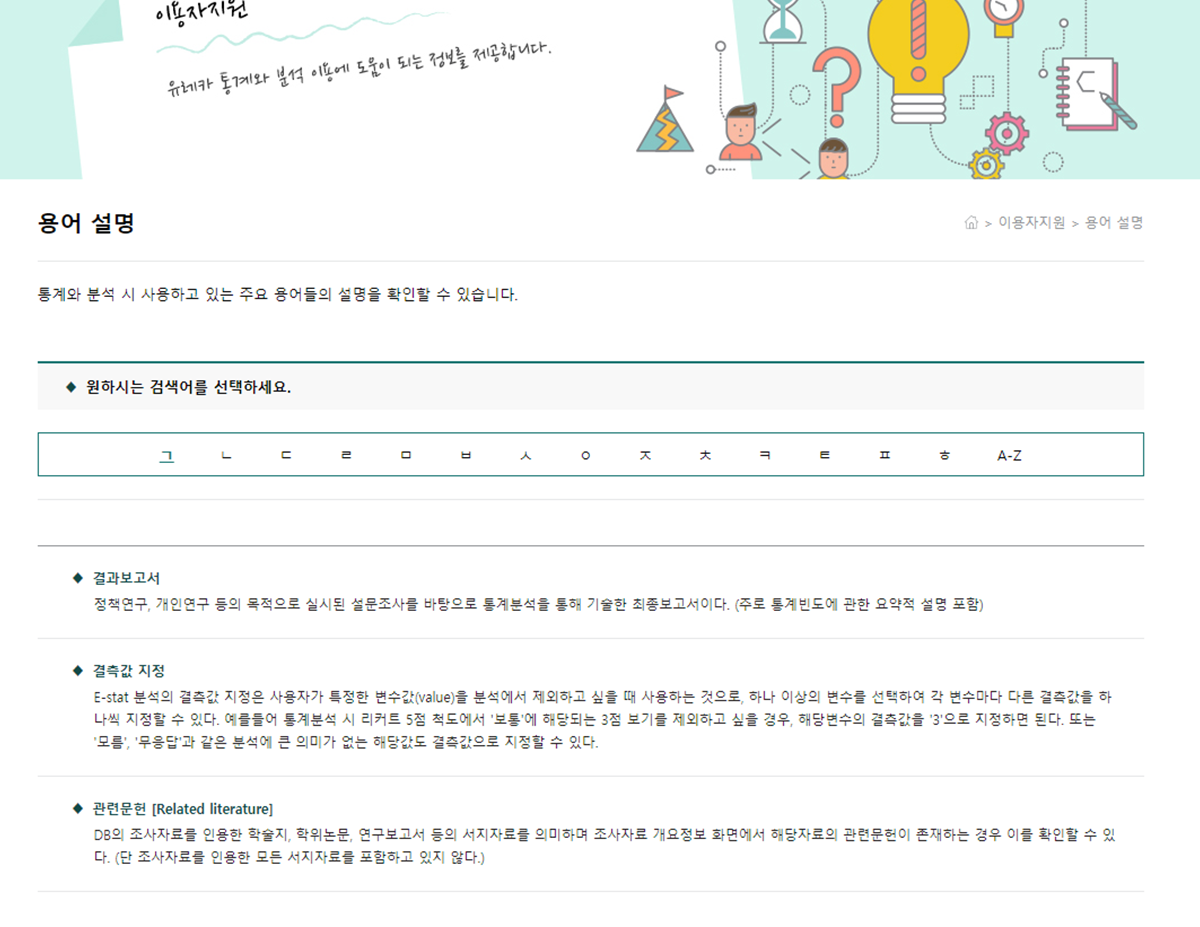 이용자지원
유레카 통계와 분석 이용에 도움이 되는 정보를 제공합니다.
용어 설명
> 이용자지원 > 용어 설명
통계와 분석 시 사용하고 있는 주요 용어들의 설명을 확인할 수 있습니다.
◆ 원하시는 검색어를 선택하세요.
ㄱ ㄴ ㄷ ㄹ ㅁ ㅂ ㅅ ㅇ ㅈ ㅊ ㅋ ㅌ ㅍ ㅎ A-Z
◆ 결과보고서
정책연구, 개인연구 등의 목적으로 실시된 설문조사를 바탕으로 통계분석을 통해 기술한 최종보고서이다. (주로 통계빈도에 관한 요약적 설명 포함)
◆ 결측값 지정
E-stat 분석의 결측값 지정은 사용자가 특정한 변수값(value)을 분석에서 제외하고 싶을 때 사용하는 것으로, 하나 이상의 변수를 선택하여 각 변수마다 다른 결측값을 하
나씩 지정할 수 있다. 예를들어 통계분석 시 리커트 5점 척도에서 '보통'에 해당되는 3점 보기를 제외하고 싶을 경우, 해당변수의 결측값을 '3'으로 지정하면 된다. 또는
'모름', '무응답'과 같은 분석에 큰 의미가 없는 해당값도 결측값으로 지정할 수 있다.
◆ 관련문헌 [Related literature]
DB의 조사자료를 인용한 학술지, 학위논문, 연구보고서 등의 서지자료를 의미하며 조사자료 개요정보 화면에서 해당자료의 관련문헌이 존재하는 경우 이를 확인할 수 있
다. (단 조사자료를 인용한 모든 서지자료를 포함하고 있지 않다.)